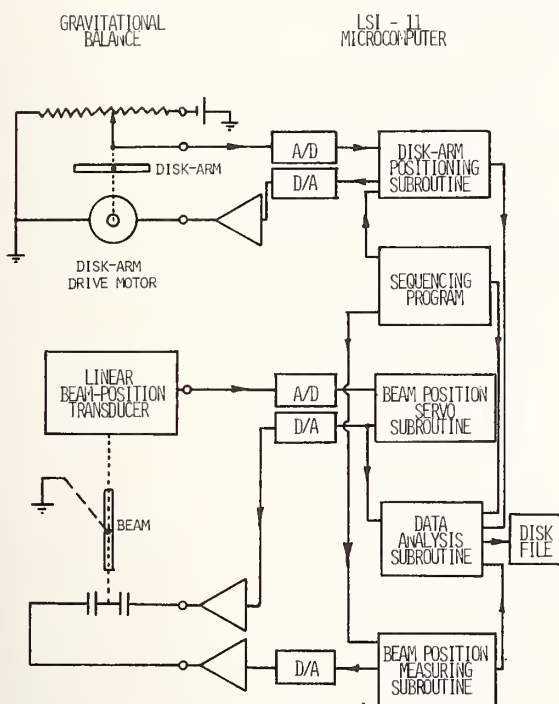 GRAVITATIONAL
BALANCE
LSI - 11
MICROCOMPUTER
A/D
D/A
DISK-ARM
POSITIONING
SUBROUTINE
DISK-ARM
DISK-ARM
DRIVE MOTOR
SEQUENCING
PROGRAM
LINEAR
BEAM-POSITION
TRANSDUCER
A/D
D/A
BEAM POSITION
SERVO
SUBROUTINE
BEAM
DATA
ANALYSIS
SUBROUTINE
DISK
FILE
D/A
BEAM POSITION
MEASURING
SUBROUTINE